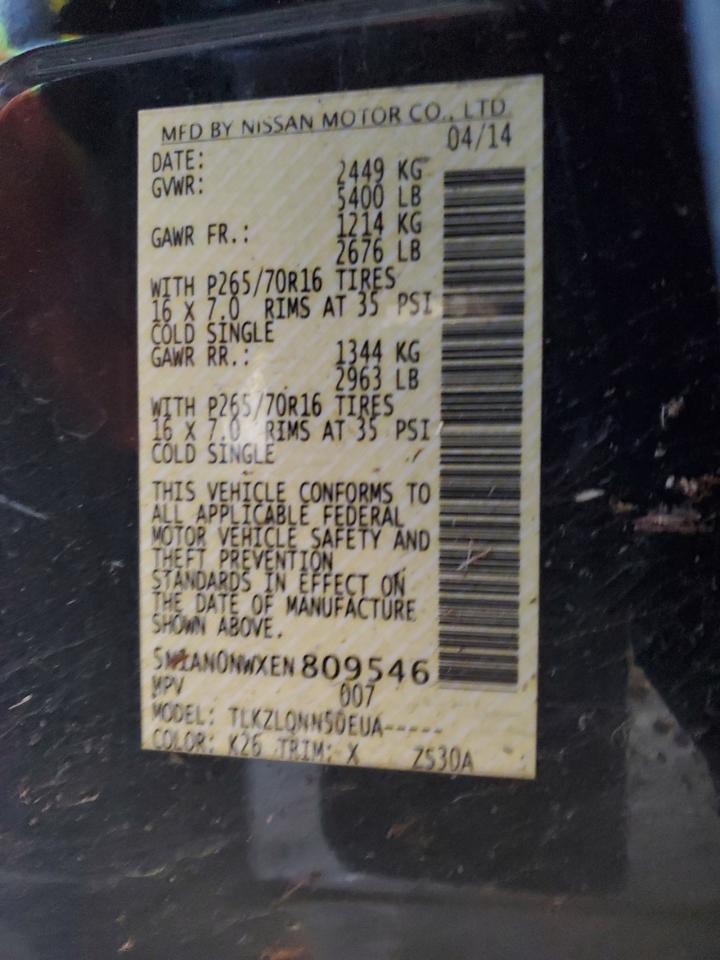 MFD BY NISSAN MOTOR CO., LTD
DATE: 04/14
GVWR: 2449 KG
5400 LB
GAWR FR.: 1214 KG
2676 LB
WITH P265/70R16 TIRES
16 X 7.0 RIMS AT 35 PSI
COLD SINGLE
GAWR RR.: 1344 KG
2963 LB
WITH P265/70R16 TIRES
16 X 7.0 RIMS AT 35 PSI
COLD SINGLE
THIS VEHICLE CONFORMS TO
ALL APPLICABLE FEDERAL
MOTOR VEHICLE SAFETY AND
THEFT PREVENTION
STANDARDS IN EFFECT ON
THE DATE OF MANUFACTURE
SHOWN ABOVE.
5N1AN0NWXEN809546
MPV 007
MODEL: TLKZLQNN50EUA-----
COLOR: K26 TRIM: X ZS30A